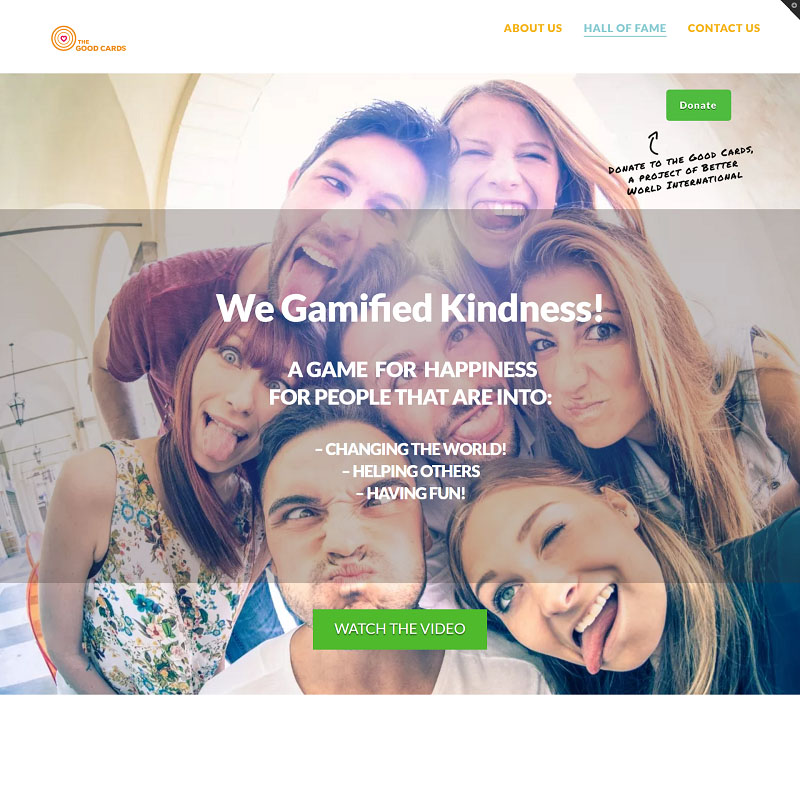 THE
GOOD CARDS
ABOUT US
HALL OF FAME
CONTACT US
Donate
Donate to the Good Cards,
a project of Better
World International
We Gamified Kindness!
A GAME FOR HAPPINESS
FOR PEOPLE THAT ARE INTO:
– CHANGING THE WORLD!
– HELPING OTHERS
– HAVING FUN!
WATCH THE VIDEO